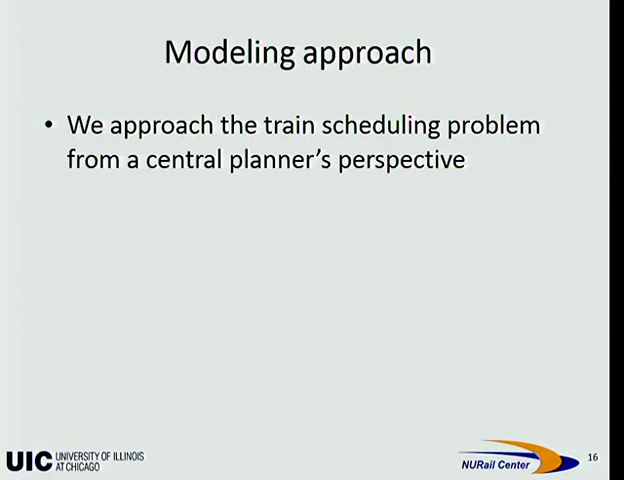 Modeling approach
• We approach the train scheduling problem
from a central planner’s perspective
UIC UNIVERSITY OF ILLINOIS
AT CHICAGO
NURail Center
16